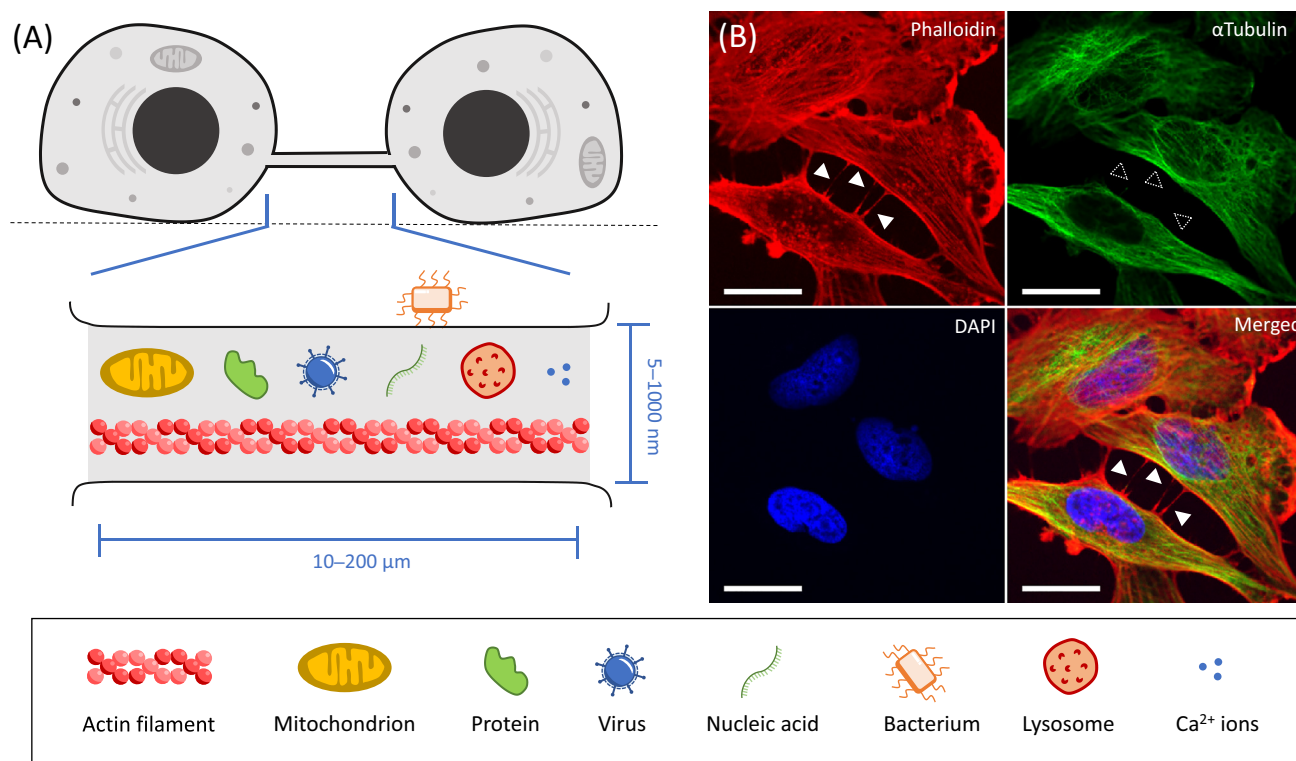 (A)
5–1000 nm
10–200 µm
(B)
Phalloidin
αTubulin
DAPI
Merged
Actin filament
Mitochondrion
Protein
Virus
Nucleic acid
Bacterium
Lysosome
Ca²⁺ ions